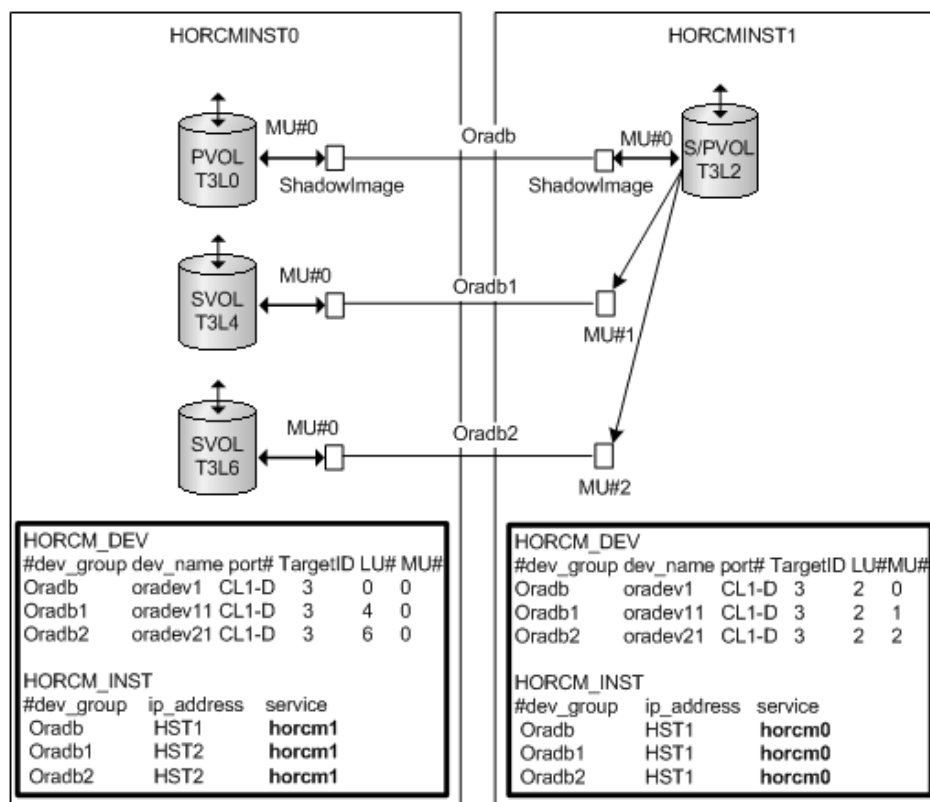 HORCMINST0
HORCMINST1
MU#0
PVOL
T3L0
ShadowImage
Oradb
MU#0
S/PVOL
T3L2
ShadowImage
MU#0
SVOL
T3L4
Oradb1
MU#1
MU#0
SVOL
T3L6
Oradb2
MU#2
HORCM_DEV
#dev_group dev_name port# TargetID LU# MU#
Oradb oradev1 CL1-D 3 0 0
Oradb1 oradev11 CL1-D 3 4 0
Oradb2 oradev21 CL1-D 3 6 0
HORCM_INST
#dev_group ip_address service
Oradb HST1 horcm1
Oradb1 HST2 horcm1
Oradb2 HST2 horcm1
HORCM_DEV
#dev_group dev_name port# TargetID LU#MU#
Oradb oradev1 CL1-D 3 2 0
Oradb1 oradev11 CL1-D 3 2 1
Oradb2 oradev21 CL1-D 3 2 2
HORCM_INST
#dev_group ip_address service
Oradb HST1 horcm0
Oradb1 HST1 horcm0
Oradb2 HST1 horcm0